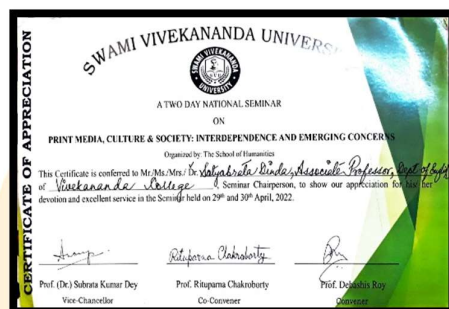 CERTIFICATE OF APPRECIATION
SWAMI VIVEKANANDA UNIVERS
SWAMI VIVEKANANDA
UNIVERSITY
A TWO DAY NATIONAL SEMINAR
ON
PRINT MEDIA, CULTURE & SOCIETY: INTERDEPENDENCE AND EMERGING CONCERNS
Organized by: The School of Humanities
This Certificate is conferred to Mr./Ms./Mrs./ Dr. Satyabrata Dinda, Associate Professor, Dept of
of Vivekananda College Seminar Chairperson, to show our appreciation for his/ her
devotion and excellent service in the Seminar held on 29th and 30th April, 2022.
Rituparna Chakroborty
Prof. (Dr.) Subrata Kumar Dey
Prof. Rituparna Chakroborty
Prof. Debashis Roy
Vice-Chancellor
Co-Convener
Convener